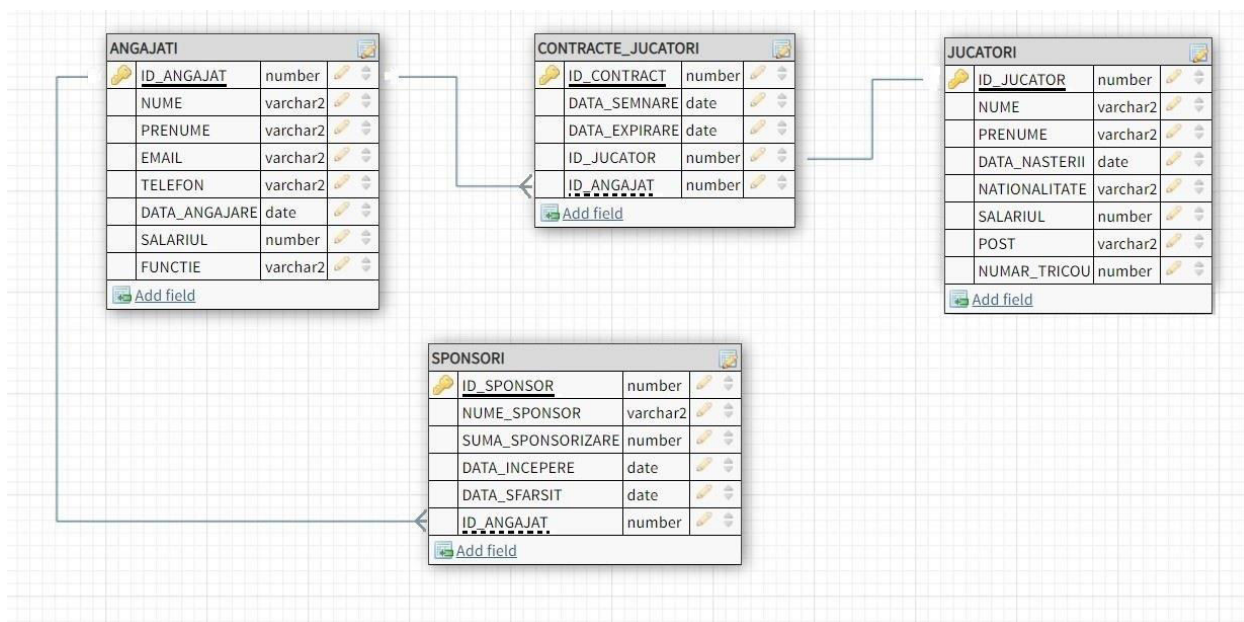 ANGAJATI
ID_ANGAJAT number
NUME varchar2
PRENUME varchar2
EMAIL varchar2
TELEFON varchar2
DATA_ANGAJARE date
SALARIUL number
FUNCTIE varchar2
Add field
CONTRACTE_JUCATORI
ID_CONTRACT number
DATA_SEMNARE date
DATA_EXPIRARE date
ID_JUCATOR number
ID_ANGAJAT number
Add field
JUCATORI
ID_JUCATOR number
NUME varchar2
PRENUME varchar2
DATA_NASTERII date
NATIONALITATE varchar2
SALARIUL number
POST varchar2
NUMAR_TRICOU number
Add field
SPONSORI
ID_SPONSOR number
NUME_SPONSOR varchar2
SUMA_SPONSORIZARE number
DATA_INCEPERE date
DATA_SFARSIT date
ID_ANGAJAT number
Add field